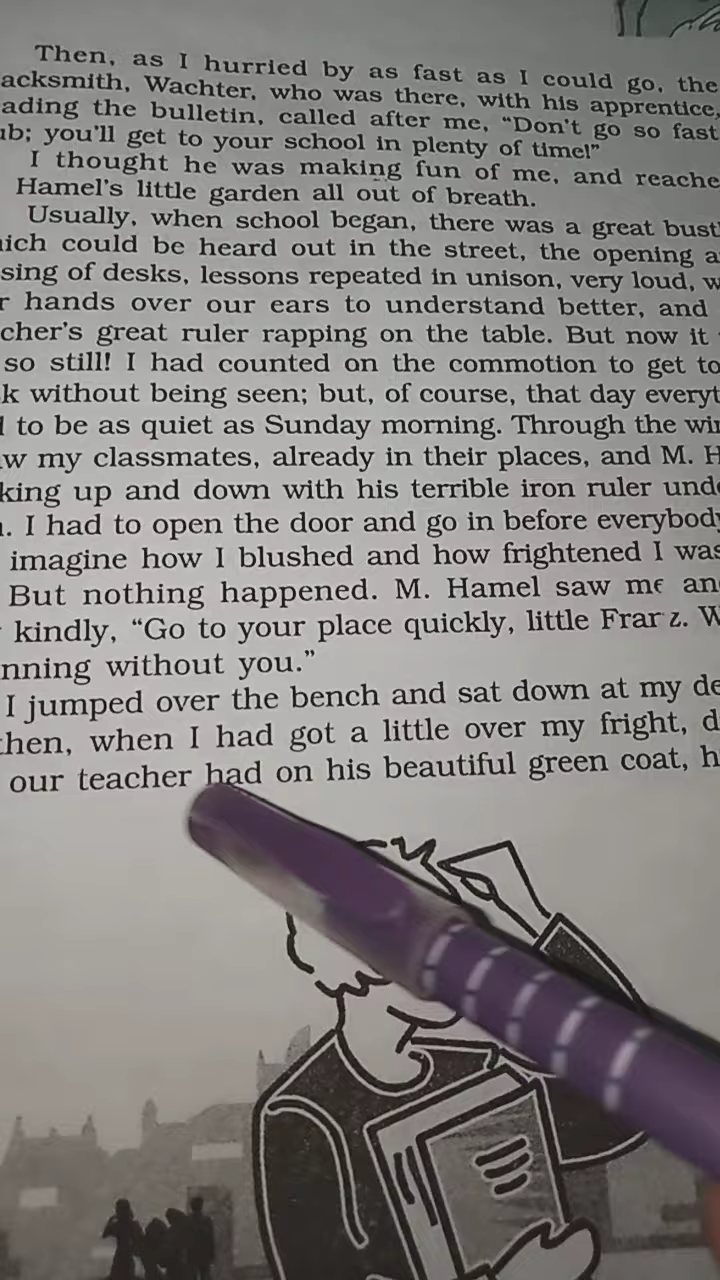 Then, as I hurried by as fast as I could go, the
acksmith, Wachter, who was there, with his apprentice,
ading the bulletin, called after me, “Don't go so fast
ub; you'll get to your school in plenty of time!”
I thought he was making fun of me, and reache
Hamel's little garden all out of breath.
Usually, when school began, there was a great bustl
ich could be heard out in the street, the opening a
sing of desks, lessons repeated in unison, very loud, w
r hands over our ears to understand better, and
cher's great ruler rapping on the table. But now it
so still! I had counted on the commotion to get to
k without being seen; but, of course, that day everyt
to be as quiet as Sunday morning. Through the win
w my classmates, already in their places, and M. H
king up and down with his terrible iron ruler unde
. I had to open the door and go in before everybody
imagine how I blushed and how frightened I was
But nothing happened. M. Hamel saw me an
kindly, “Go to your place quickly, little Franz. W
nning without you.”
I jumped over the bench and sat down at my de
then, when I had got a little over my fright, d
our teacher had on his beautiful green coat, h